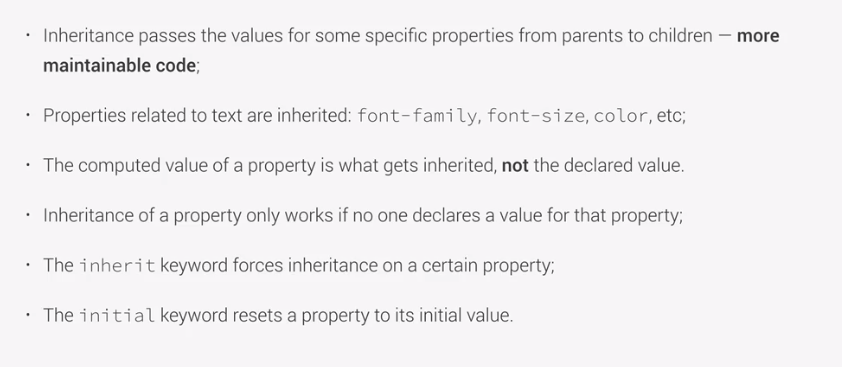 • Inheritance passes the values for some specific properties from parents to children — more
maintainable code;
• Properties related to text are inherited: font-family, font-size, color, etc;
• The computed value of a property is what gets inherited, not the declared value.
• Inheritance of a property only works if no one declares a value for that property;
• The inherit keyword forces inheritance on a certain property;
• The initial keyword resets a property to its initial value.